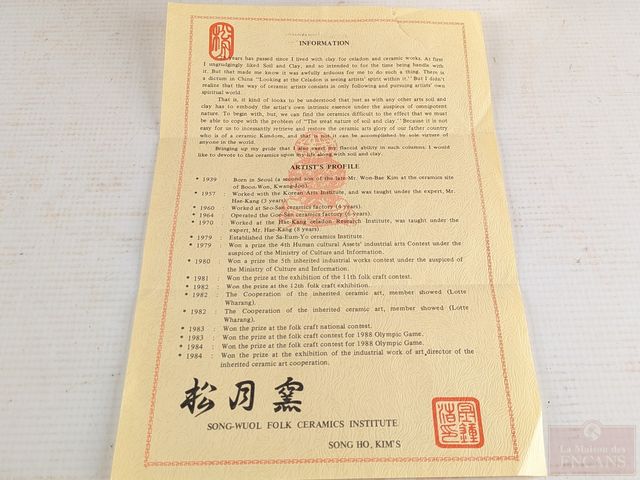 INFORMATION
years has passed since I lived with clay for celadon and ceramic works. At first
I ungrudgingly liked Soil and Clay, and so intended to for the time being handle with
it. But that made me know it was awfully arduous for me to do such a thing. There is
a dictum in China "Looking at the Celadon is seeing artists' spirit within it." But I didn't
realize that the way of ceramic artists consists in only following and pursuing artists' own
spiritual world.
That is, it kind of looks to be understood that just as with any other arts soil and
clay has to embody the artist's own intrinsic essence under the auspices of omnipotent
nature. To begin with, but, we can find the ceramics difficult to the effect that we must
be able to cope with the problem of "The great nature of soil and clay." Because it is not
easy for us to incessantly retrieve and restore the ceramic arts glory of our father country
who is of a ceramic Kimdom, and that is not it can be accomplished by sole virtue of
anyone in the world.
Bringing up my pride that I also exert my flaccid ability in such columns, I would
like to devote to the ceramics upon my life along with soil and clay.
ARTIST'S PROFILE
* 1939 Born in Seoul (a second son of the late Mr. Won-Bae Kim at the ceramics site
of Boon-Won, Kwang-Joo).
* 1957 Worked with the Korean Arts Institute, and was taught under the expert, Mr.
Hae-Kang (3 years).
* 1960 Worked at Seo-San ceramics factory (4 years).
* 1964 Operated the Goe-San ceramics factory (6 years).
* 1970 Worked at the Hae-Kang celadon Research Institute, was taught under the
expert, Mr. Hae-Kang (8 years).
* 1979 : Established the Sa-Eum-Yo ceramics Institute.
* 1979 : Won a prize the 4th Human cultural Assets' industrial arts Contest under the
auspiced of the Ministry of Culture and Information.
* 1980 : Won a prize the 5th inherited industrial works contest under the auspiced of
the Ministry of Culture and Information.
* 1981 : Won the prize at the exhibition of the 11th folk craft contest.
* 1982 : Won the prize at the 12th folk craft exhibition.
* 1982 : The Cooperation of the inherited ceramic art, member showed (Lotte
Wharang).
* 1982 : The Cooperation of the inherited ceramic art, member showed (Lotte
Wharang).
* 1983 : Won the prize at the folk craft national contest.
* 1983 : Won the prize at the folk craft contest for 1988 Olympic Game.
* 1984 : Won the prize at the folk craft contest for 1988 Olympic Game.
* 1984 : Won the prize at the exhibition of the industrial work of art, director of the
inherited ceramic art cooperation.
松月窯
SONG-WUOL FOLK CERAMICS INSTITUTE
SONG HO, KIM'S
La Maison des
ENCANS